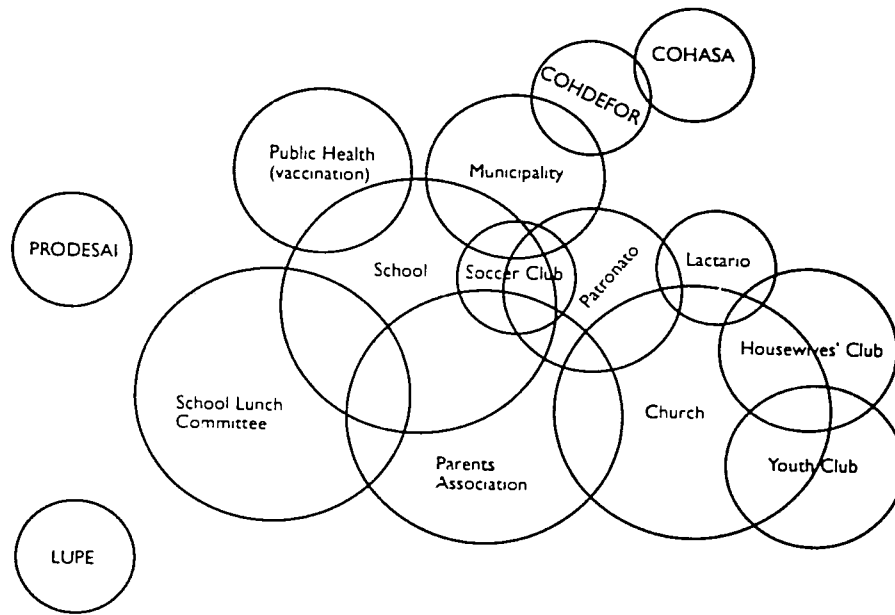 COHASA
COHDEFOR
Public Health
(vaccination)
Municipality
PRODESAI
School
Soccer Club
Patronato
Lactario
Housewives' Club
School Lunch
Committee
Church
Parents
Association
Youth Club
LUPE